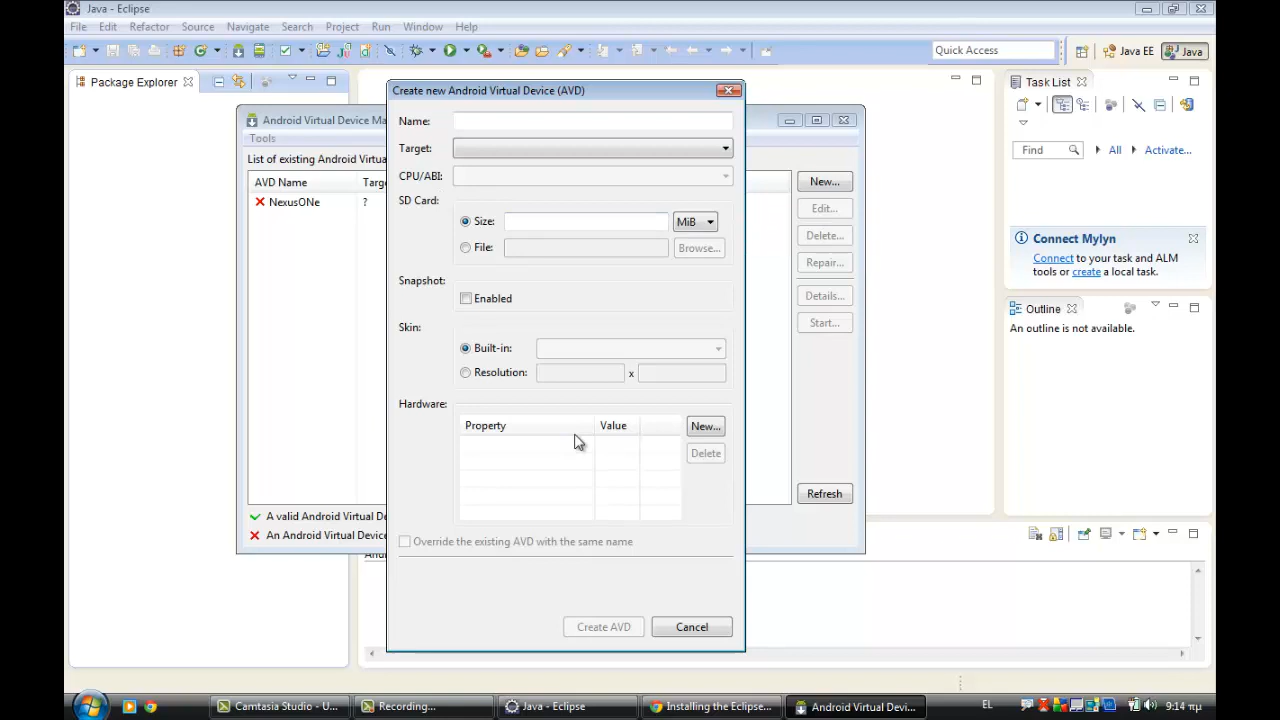 Java - Eclipse
File Edit Refactor Source Navigate Search Project Run Window Help
Quick Access
Java EE
Java
Package Explorer
Android Virtual Device Ma
Tools
List of existing Android Virtua
AVD Name
Targe
NexusONe
?
New...
Edit...
Delete...
Repair...
Details...
Start...
Refresh
A valid Android Virtual De
An Android Virtual Device
Create new Android Virtual Device (AVD)
Name:
Target:
CPU/ABI:
SD Card:
Size:
MiB
File:
Browse...
Snapshot:
Enabled
Skin:
Built-in:
Resolution:
x
Hardware:
Property
Value
New...
Delete
Override the existing AVD with the same name
Create AVD
Cancel
Task List
Find
All
Activate...
Connect Mylyn
Connect to your task and ALM
tools or create a local task.
Outline
An outline is not available.
Camtasia Studio - U...
Recording...
Java - Eclipse
Installing the Eclipse...
Android Virtual Devi...
EL
9:14 πμ